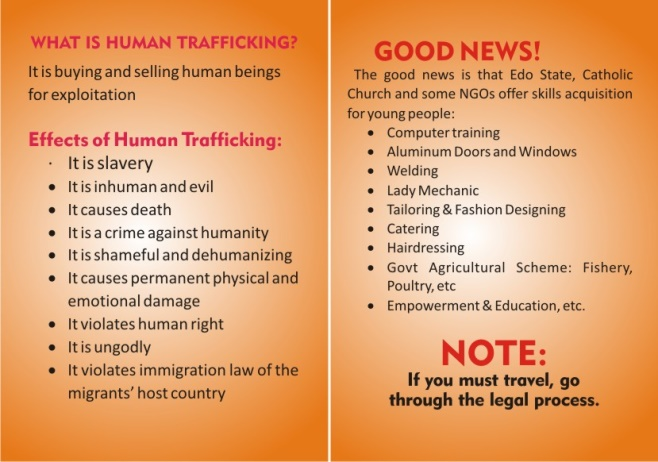 WHAT IS HUMAN TRAFFICKING?
It is buying and selling human beings
for exploitation
Effects of Human Trafficking:
· It is slavery
• It is inhuman and evil
• It causes death
• It is a crime against humanity
• It is shameful and dehumanizing
• It causes permanent physical and
emotional damage
• It violates human right
• It is ungodly
• It violates immigration law of the
migrants’ host country
GOOD NEWS!
The good news is that Edo State, Catholic
Church and some NGOs offer skills acquisition
for young people:
• Computer training
• Aluminum Doors and Windows
• Welding
• Lady Mechanic
• Tailoring & Fashion Designing
• Catering
• Hairdressing
• Govt Agricultural Scheme: Fishery,
Poultry, etc
• Empowerment & Education, etc.
NOTE:
If you must travel, go
through the legal process.